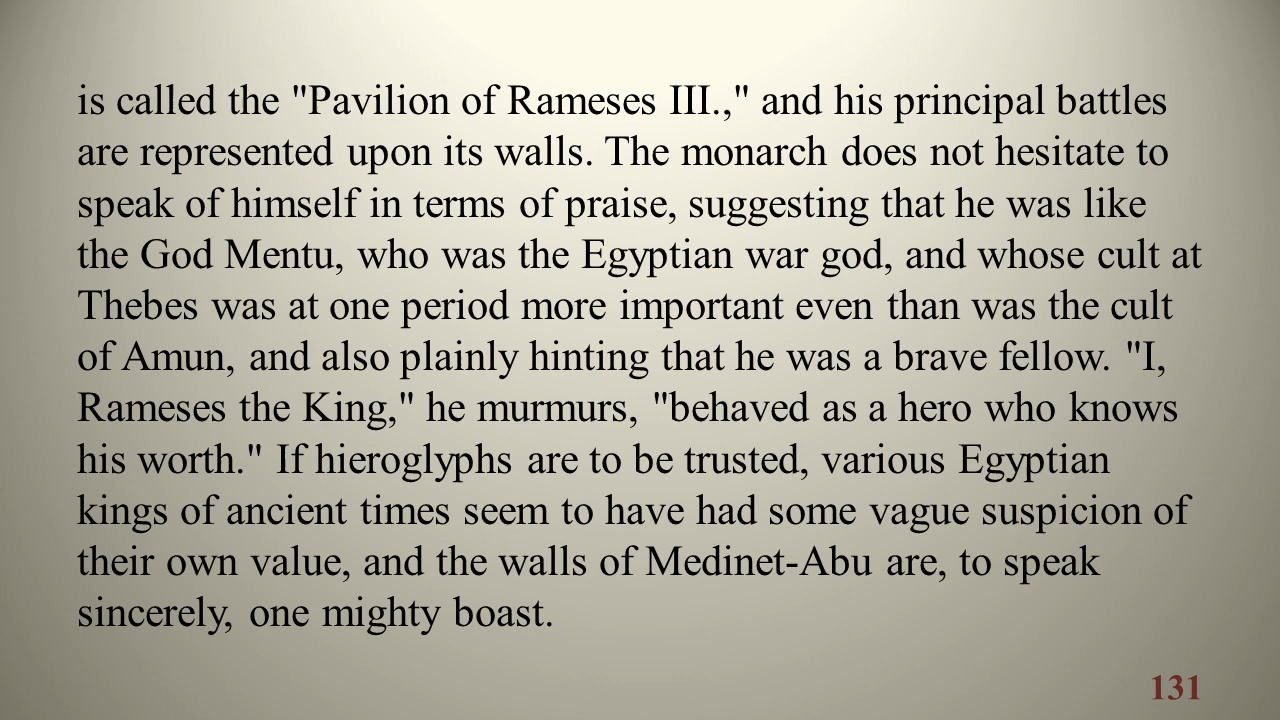 is called the "Pavilion of Rameses III.," and his principal battles
are represented upon its walls. The monarch does not hesitate to
speak of himself in terms of praise, suggesting that he was like
the God Mentu, who was the Egyptian war god, and whose cult at
Thebes was at one period more important even than was the cult
of Amun, and also plainly hinting that he was a brave fellow. "I,
Rameses the King," he murmurs, "behaved as a hero who knows
his worth." If hieroglyphs are to be trusted, various Egyptian
kings of ancient times seem to have had some vague suspicion of
their own value, and the walls of Medinet-Abu are, to speak
sincerely, one mighty boast.
131